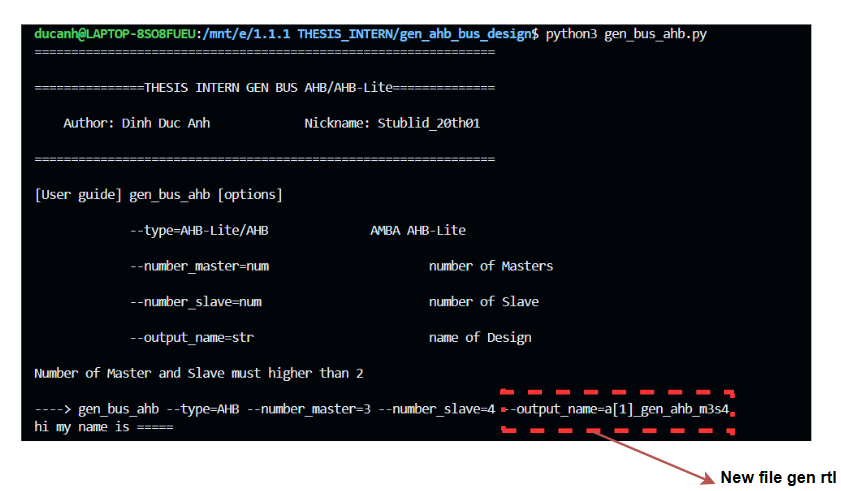 ducanh@LAPTOP-8SO8FUEU:/mnt/e/1.1.1 THESIS_INTERN/gen_ahb_bus_design$ python3 gen_bus_ahb.py
===============================================================
===============THESIS INTERN GEN BUS AHB/AHB-Lite==============
Author: Dinh Duc Anh Nickname: Stublid_20th01
===============================================================
[User guide] gen_bus_ahb [options]
--type=AHB-Lite/AHB AMBA AHB-Lite
--number_master=num number of Masters
--number_slave=num number of Slave
--output_name=str name of Design
Number of Master and Slave must higher than 2
----> gen_bus_ahb --type=AHB --number_master=3 --number_slave=4 --output_name=a[1]_gen_ahb_m3s4
hi my name is =====
New file gen rtl